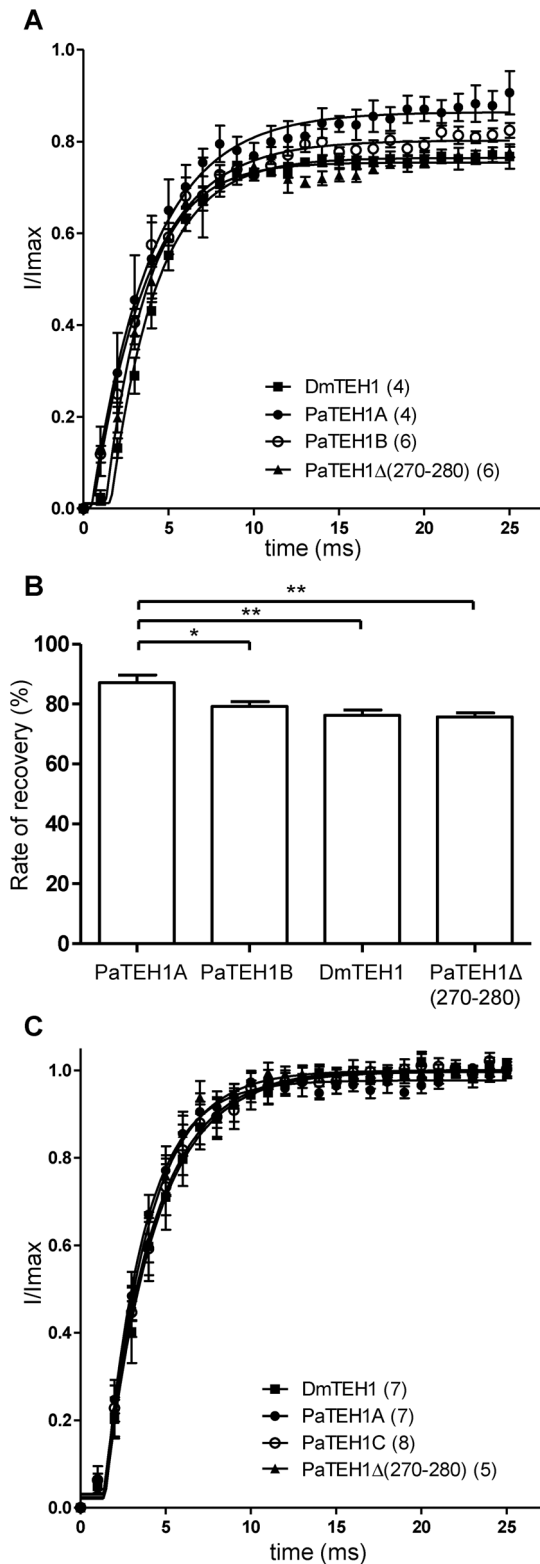 A
1.0
0.8
0.6
0.4
0.2
0.0
I/Imax
DmTEH1 (4)
PaTEH1A (4)
PaTEH1B (6)
PaTEH1Δ(270-280) (6)
0 5 10 15 20 25
time (ms)
B
**
**
*
100
80
60
40
20
0
Rate of recovery (%)
PaTEH1A PaTEH1B DmTEH1 PaTEH1Δ
(270-280)
C
1.0
0.8
0.6
0.4
0.2
0.0
I/Imax
DmTEH1 (7)
PaTEH1A (7)
PaTEH1C (8)
PaTEH1Δ(270-280) (5)
0 5 10 15 20 25
time (ms)